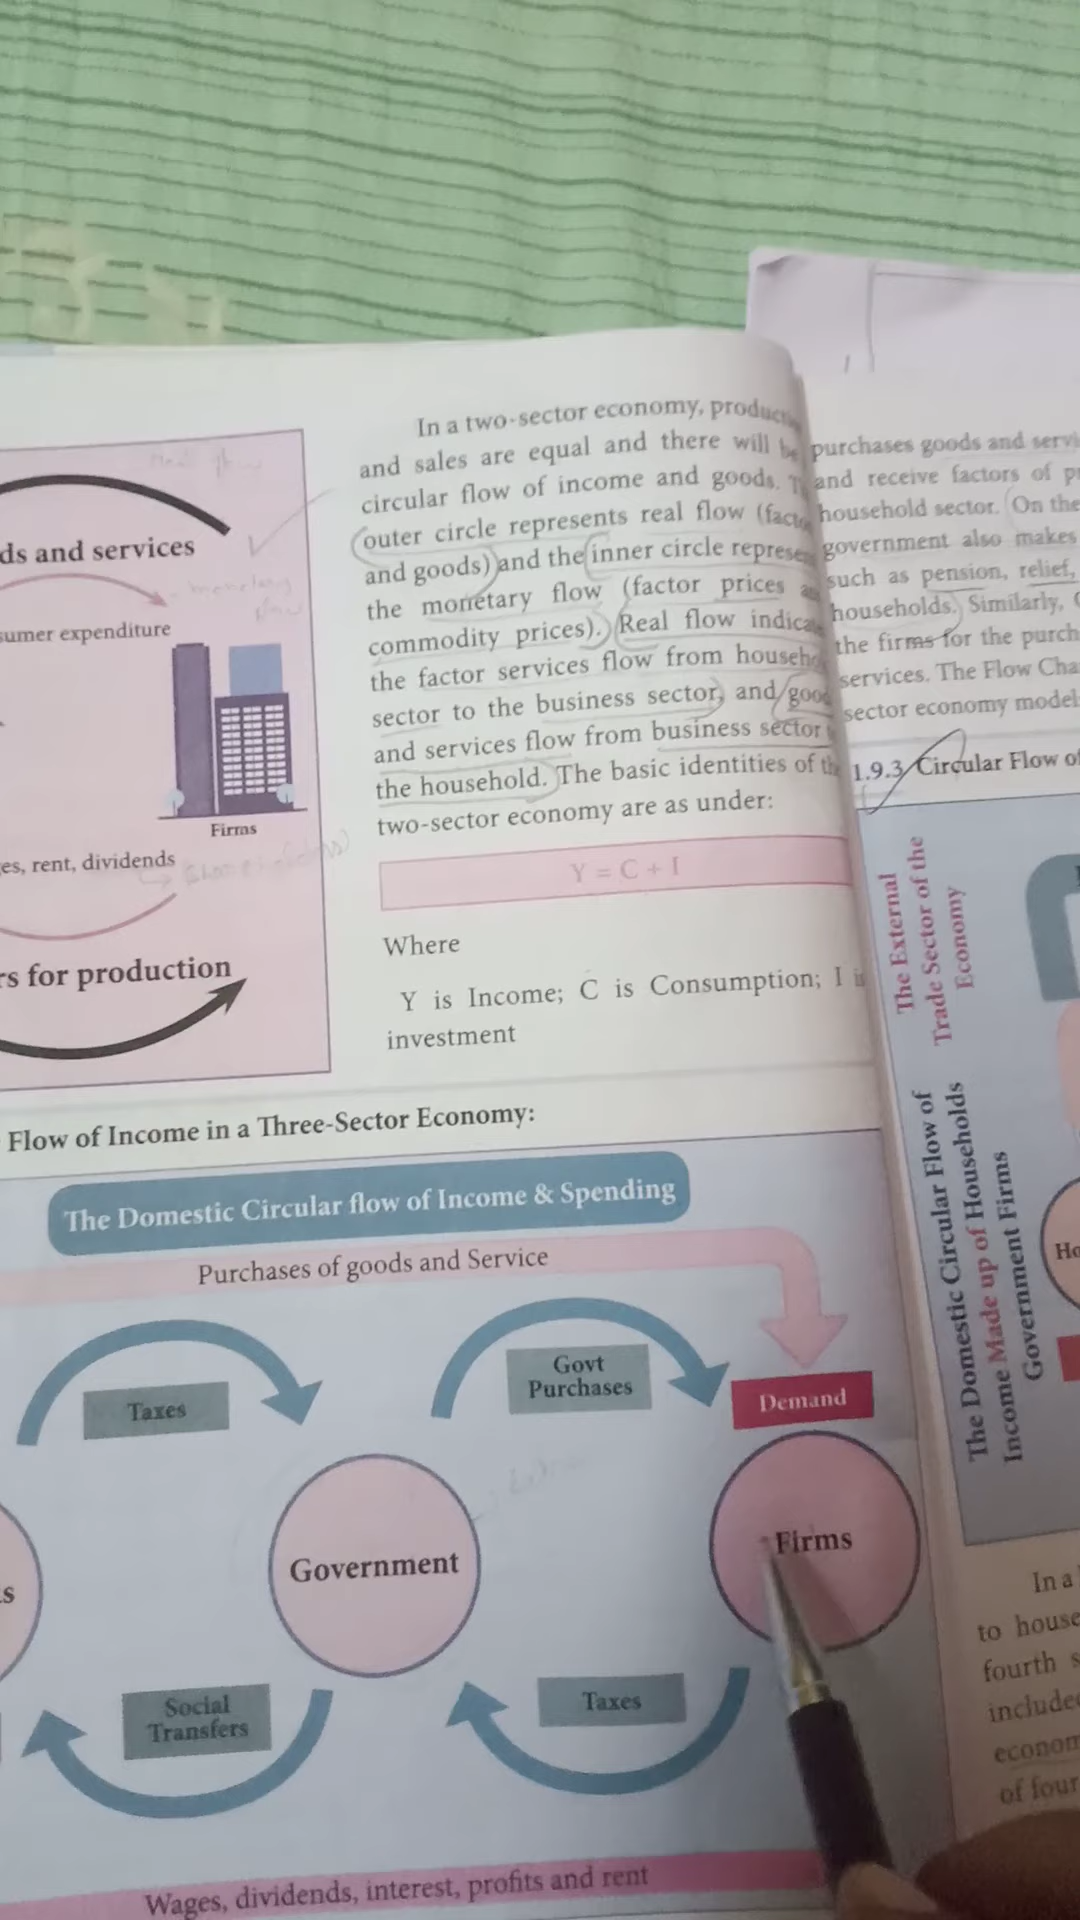 ds and services
sumer expenditure
Firms
es, rent, dividends
rs for production
In a two-sector economy,
and sales are equal and there will be
circular flow of income and goods.
outer circle represents real flow
and goods) and the inner circle
the monetary flow (factor prices
commodity prices). Real flow
the factor services flow from
sector to the business sector, and
and services flow from business sector
the household. The basic identities of
two-sector economy are as under:
Y = C + I
Where
Y is Income; C is Consumption; I
investment
Flow of Income in a Three-Sector Economy:
The Domestic Circular flow of Income & Spending
Purchases of goods and Service
Taxes
Govt
Purchases
Demand
Government
Firms
s
Social
Transfers
Taxes
Wages, dividends, interest, profits and rent
purchases goods and
and receive factors of
household sector. On the
government also makes
such as pension, relief,
households. Similarly,
the firms for the
services. The Flow
sector economy model
1.9.3 Circular Flow of
The External
Trade Sector of the
Economy
The Domestic Circular Flow of
Income Made up of Households
Government Firms
Ho
In a
to house
fourth s
include
econom
of four